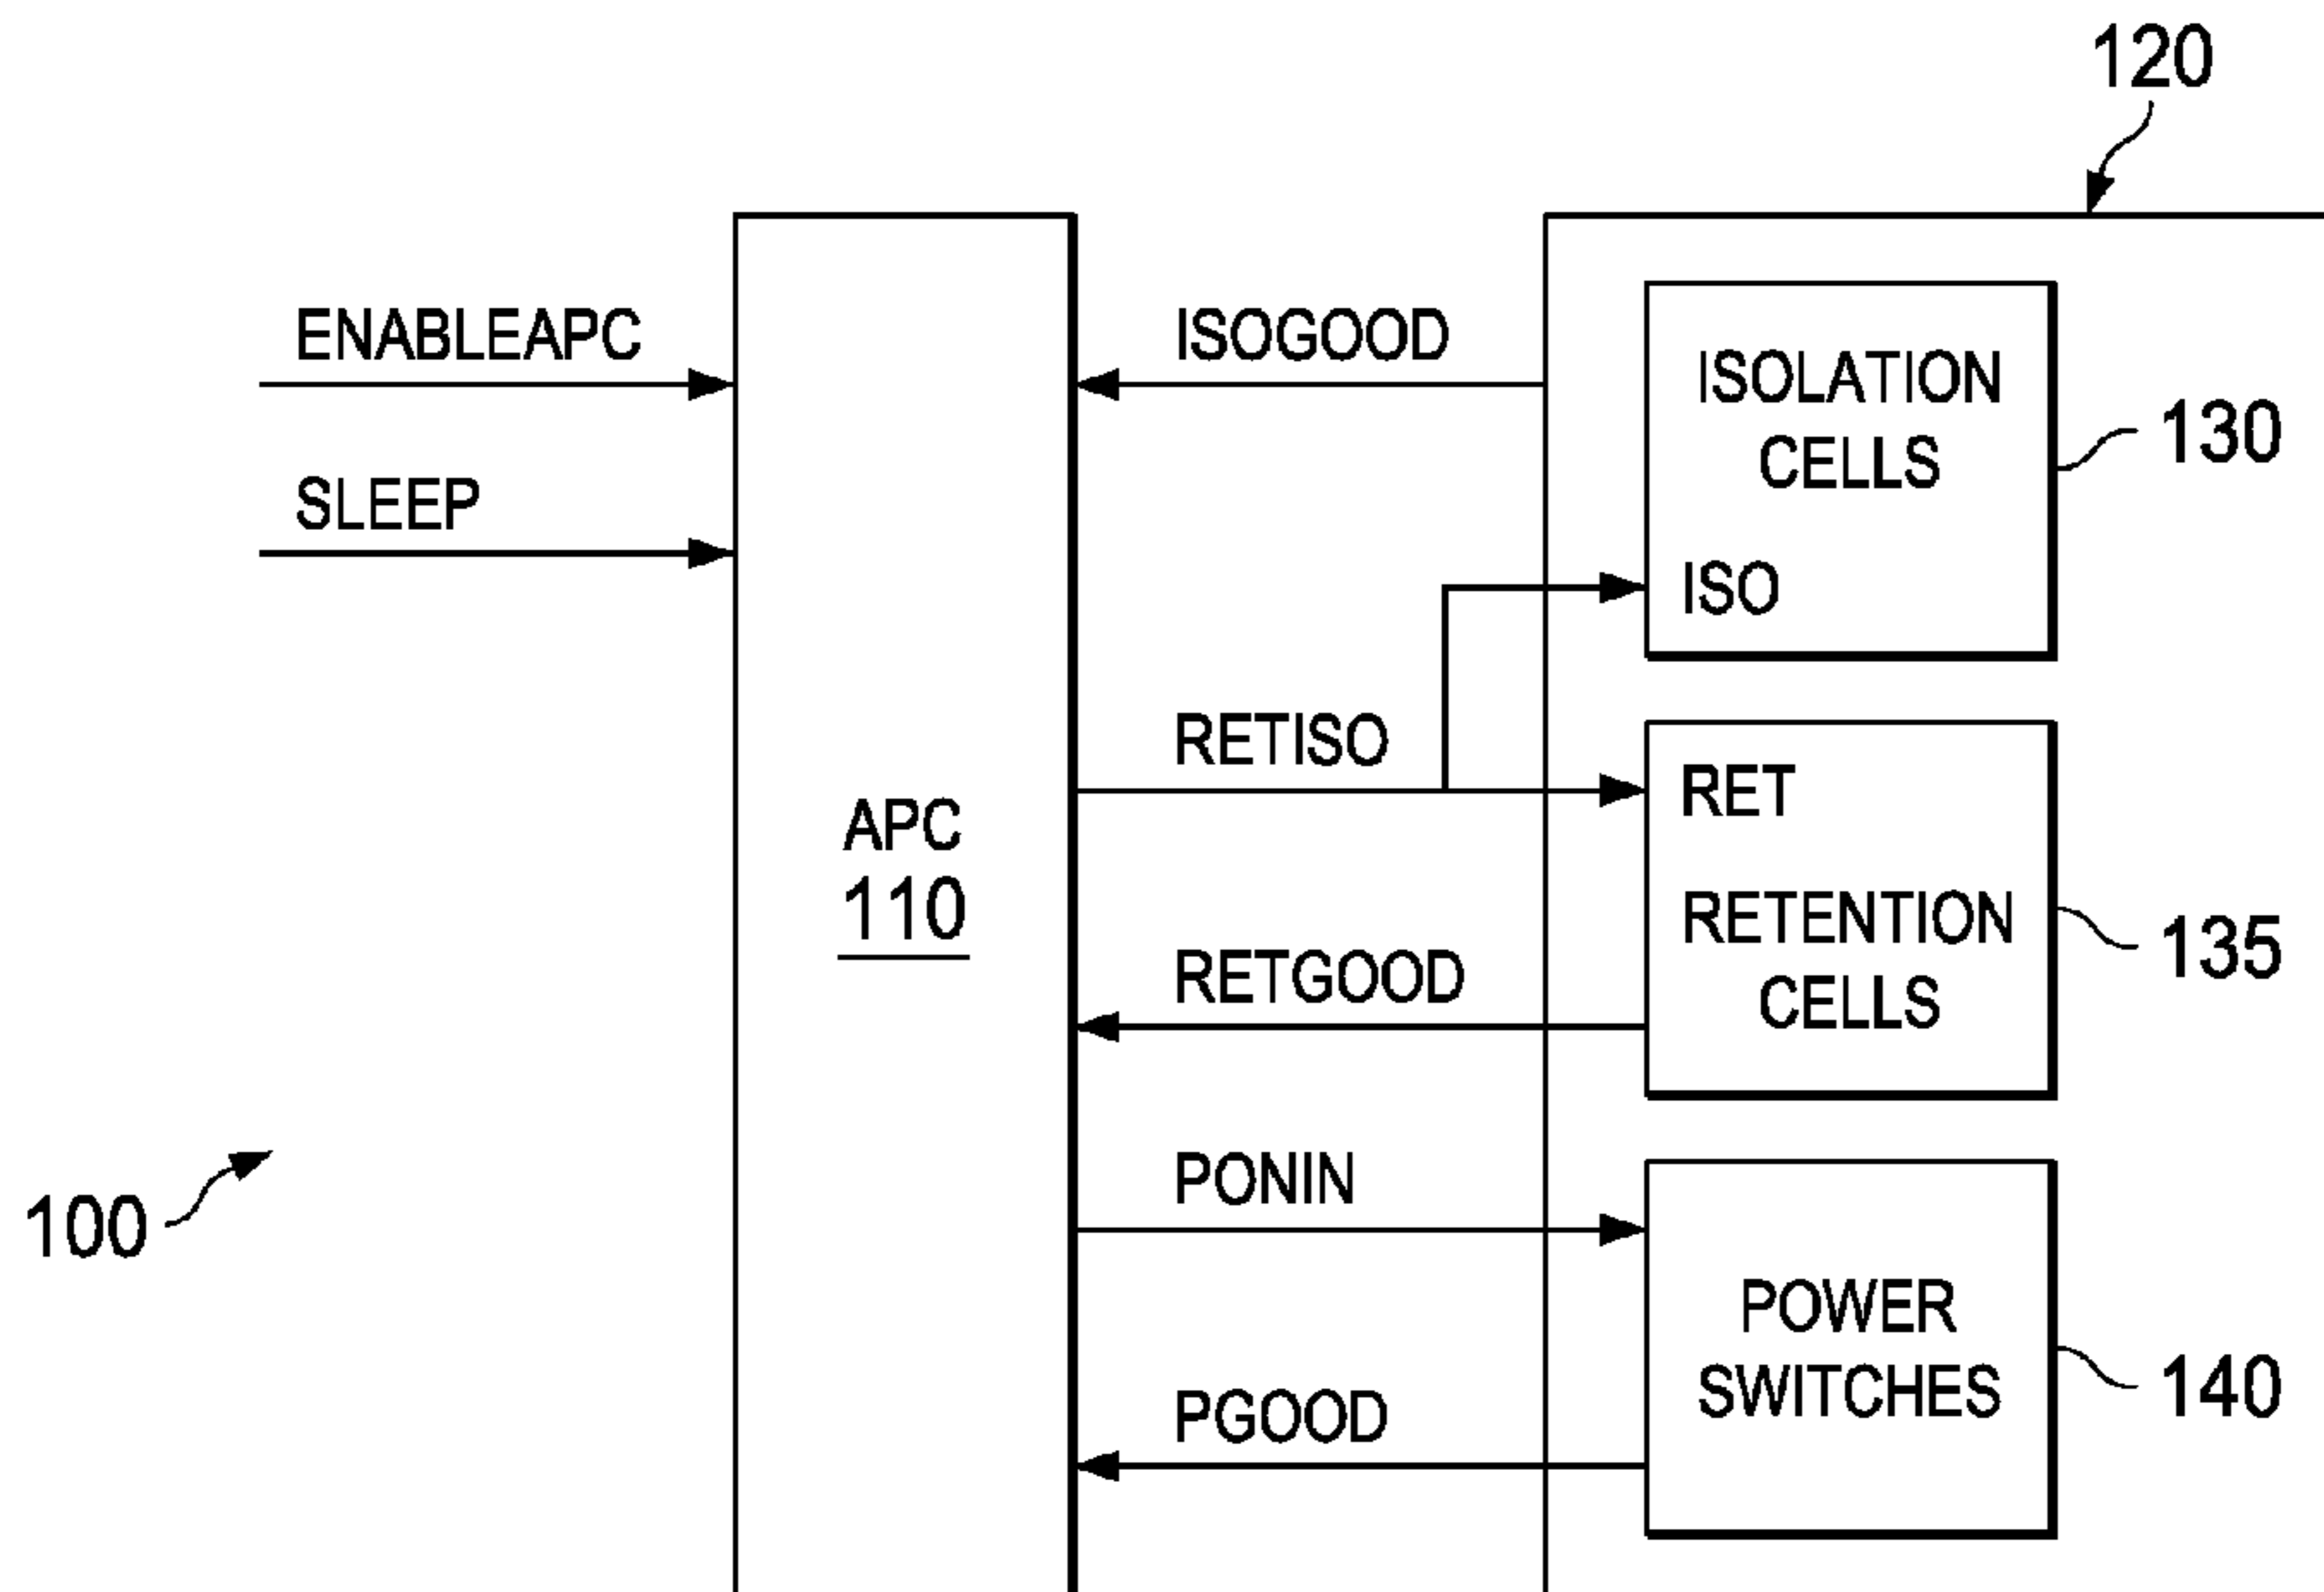 120
ENABLEAPC
SLEEP
APC
110
ISOGOOD
RETISO
RETGOOD
PONIN
PGOOD
ISOLATION
CELLS
ISO
130
RET
RETENTION
CELLS
135
POWER
SWITCHES
140
100